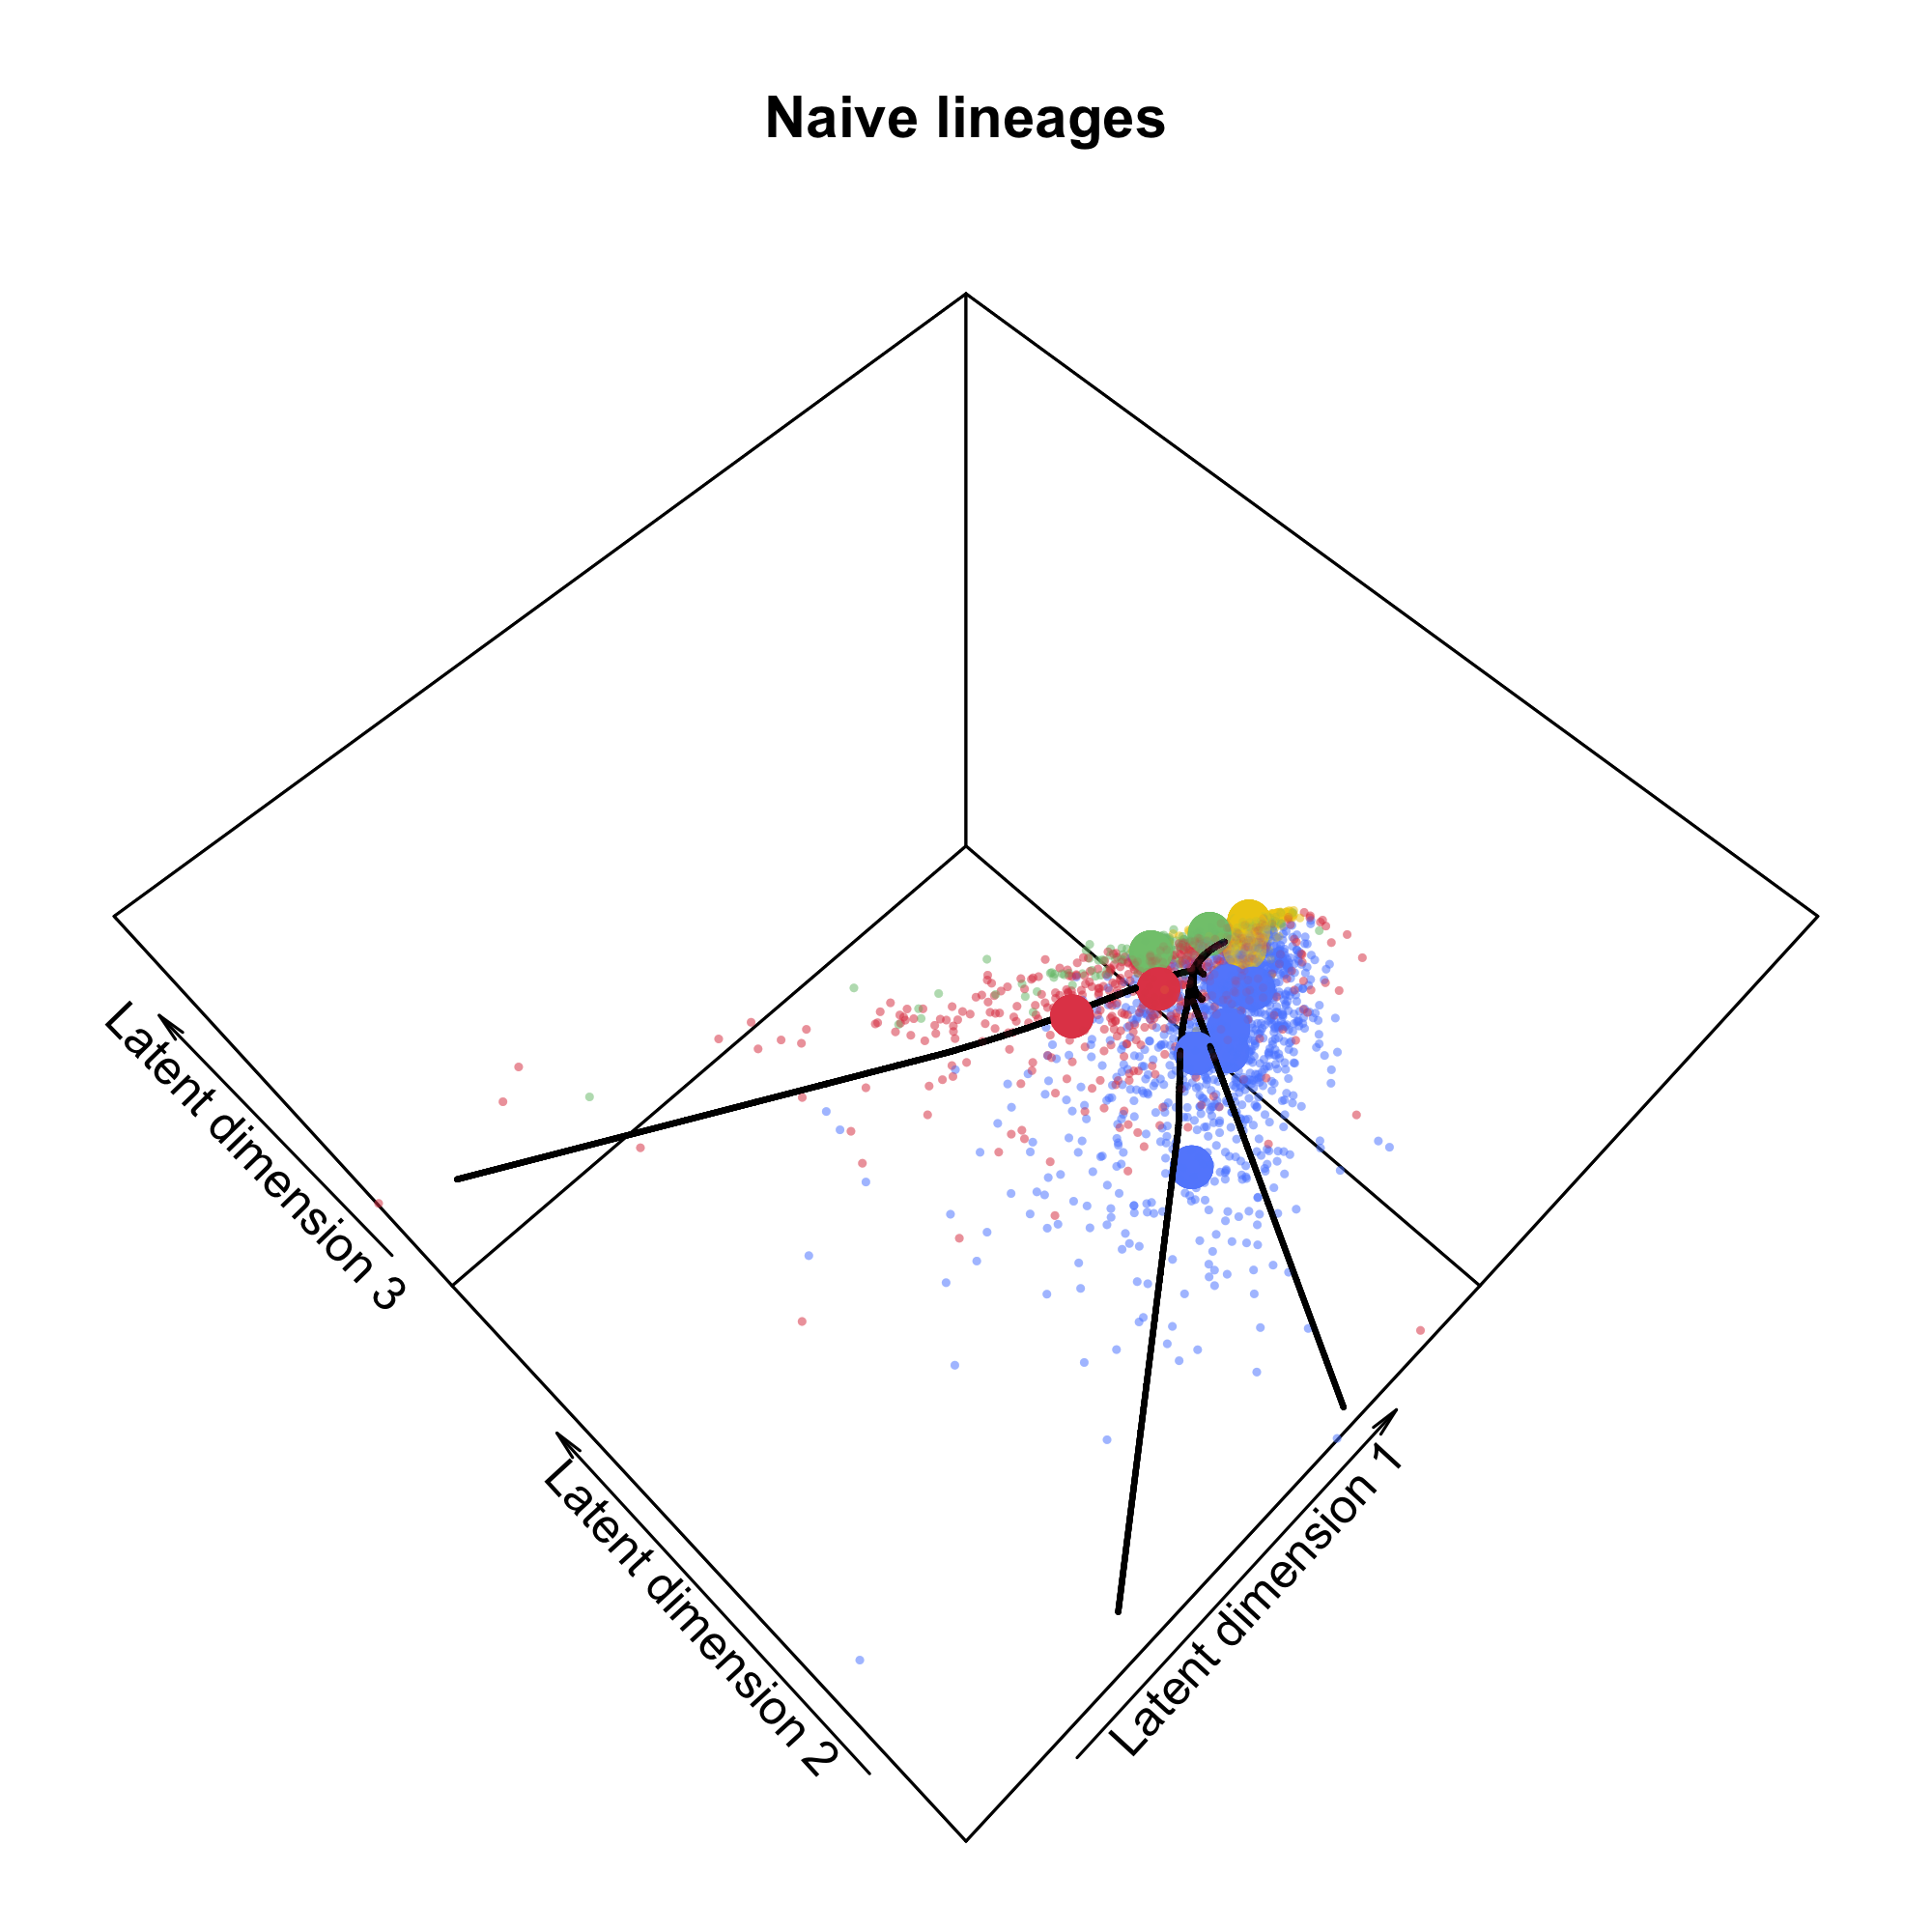 Naive lineages
Latent dimension 3
Latent dimension 2
Latent dimension 1